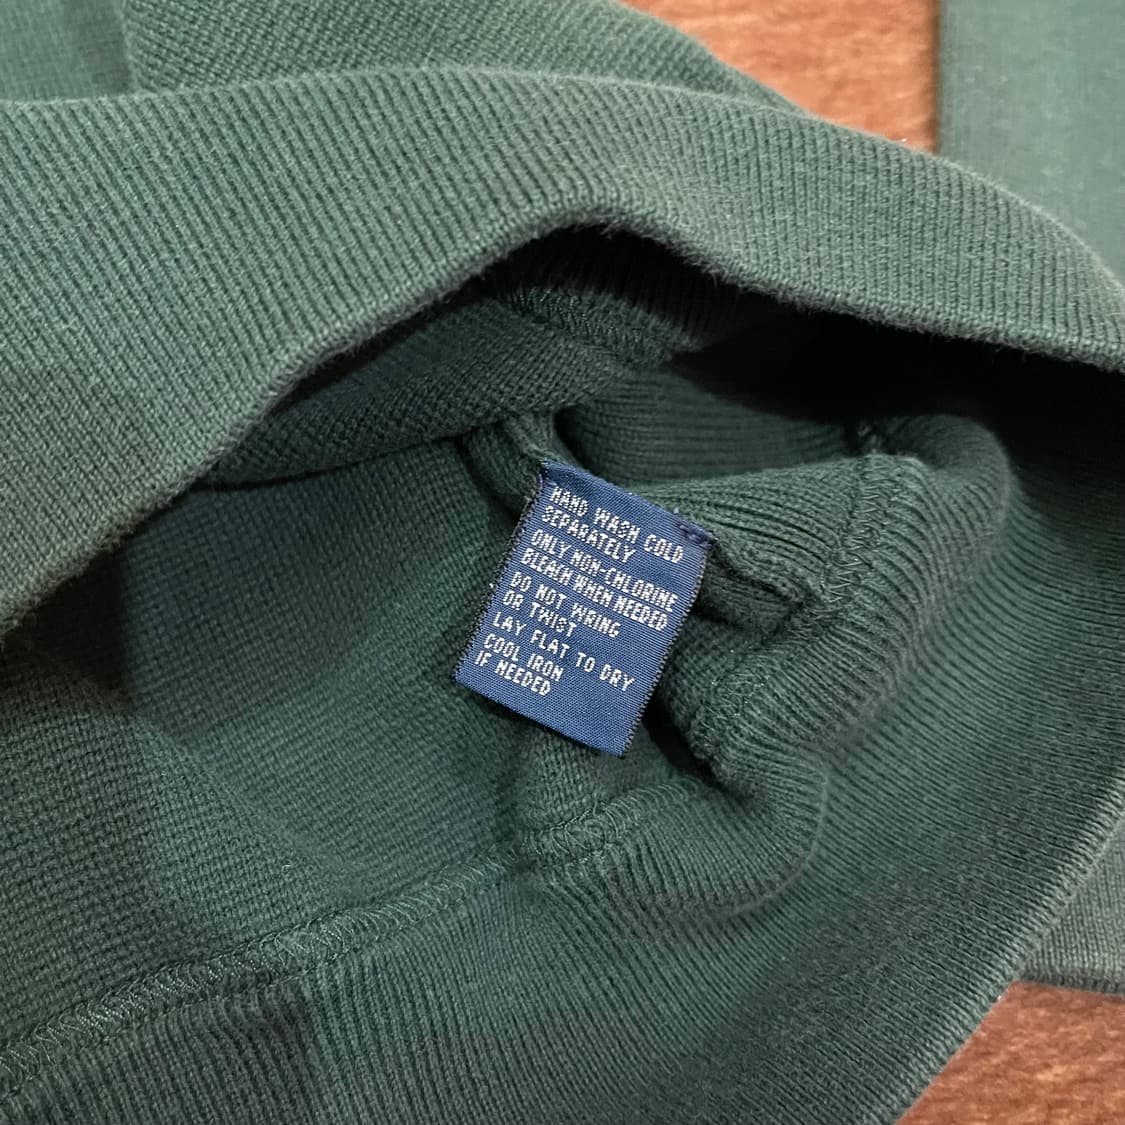 HAND WASH COLD
SEPARATELY
ONLY NON-CHLORINE
BLEACH WHEN NEEDED
DO NOT WRING
OR TWIST
LAY FLAT TO DRY
COOL IRON
IF NEEDED